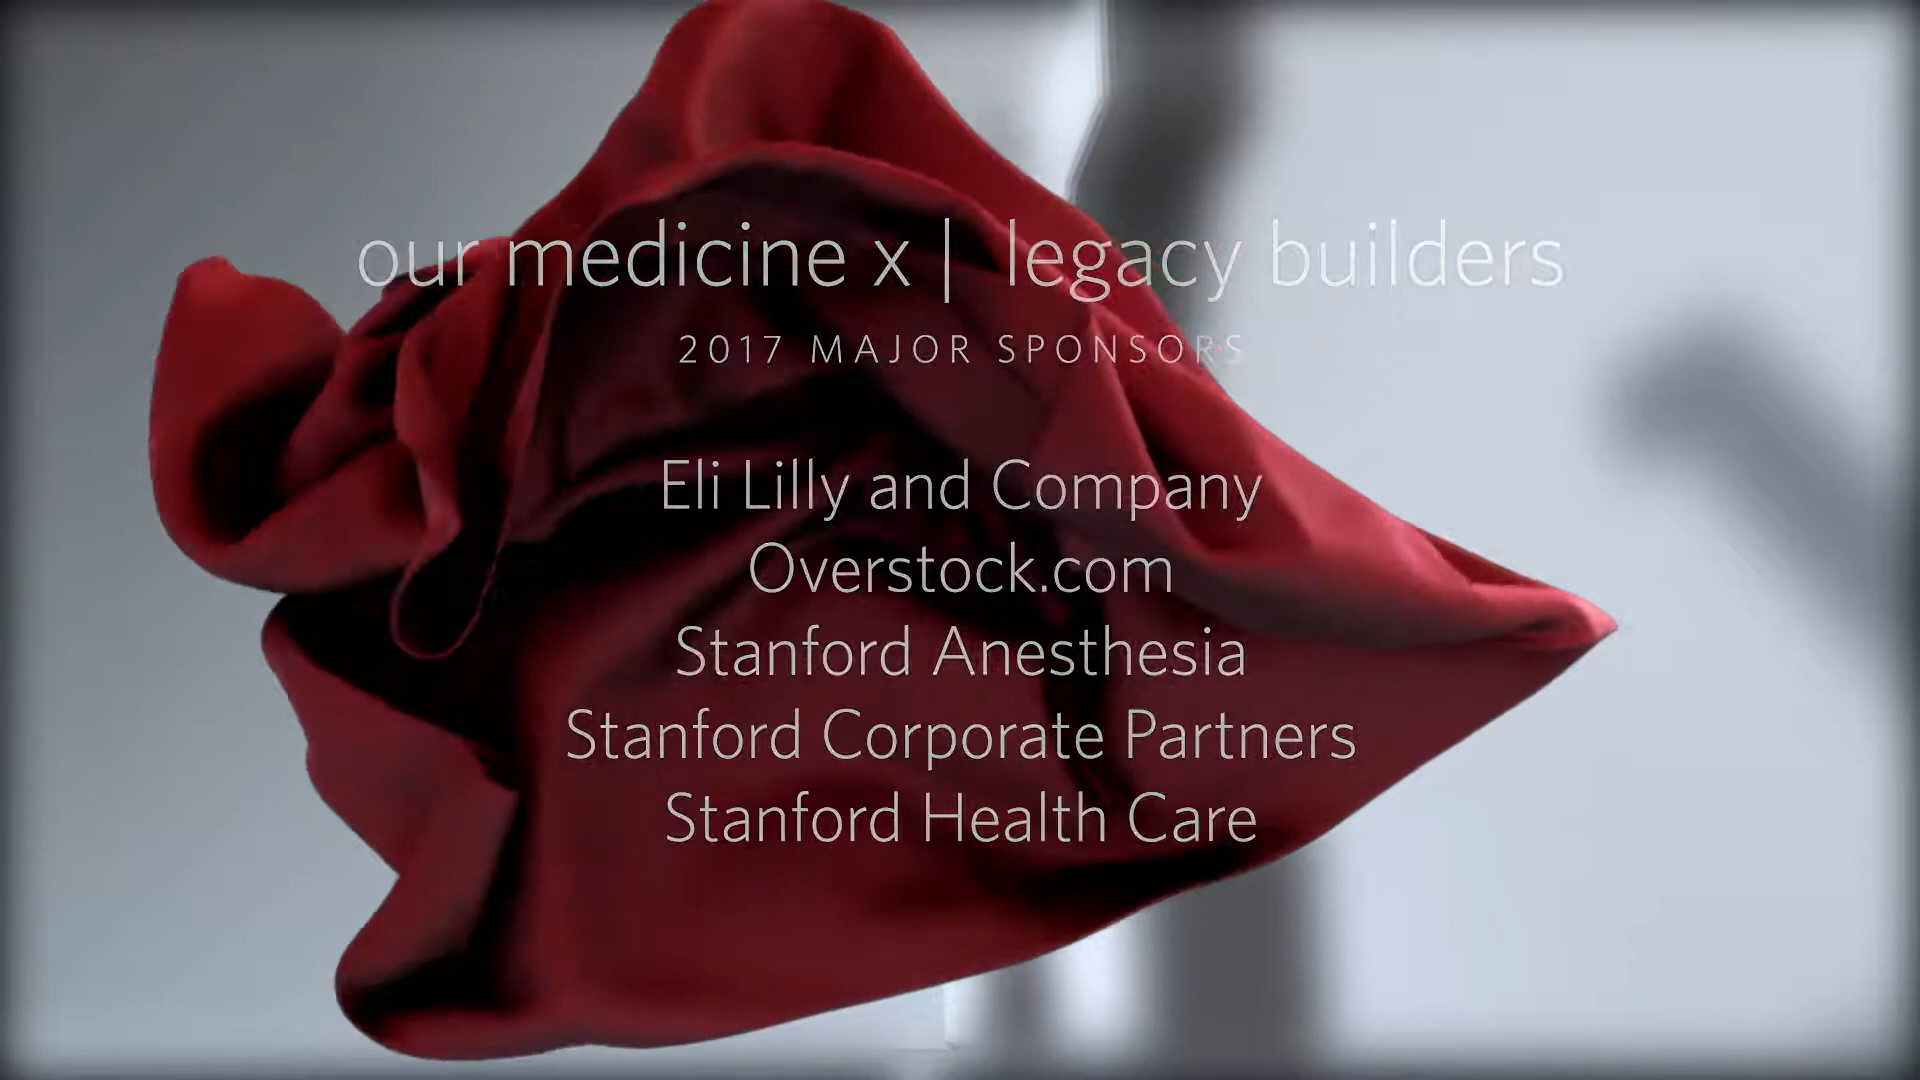 our medicine x | legacy builders
2017 MAJOR SPONSORS
Eli Lilly and Company
Overstock.com
Stanford Anesthesia
Stanford Corporate Partners
Stanford Health Care